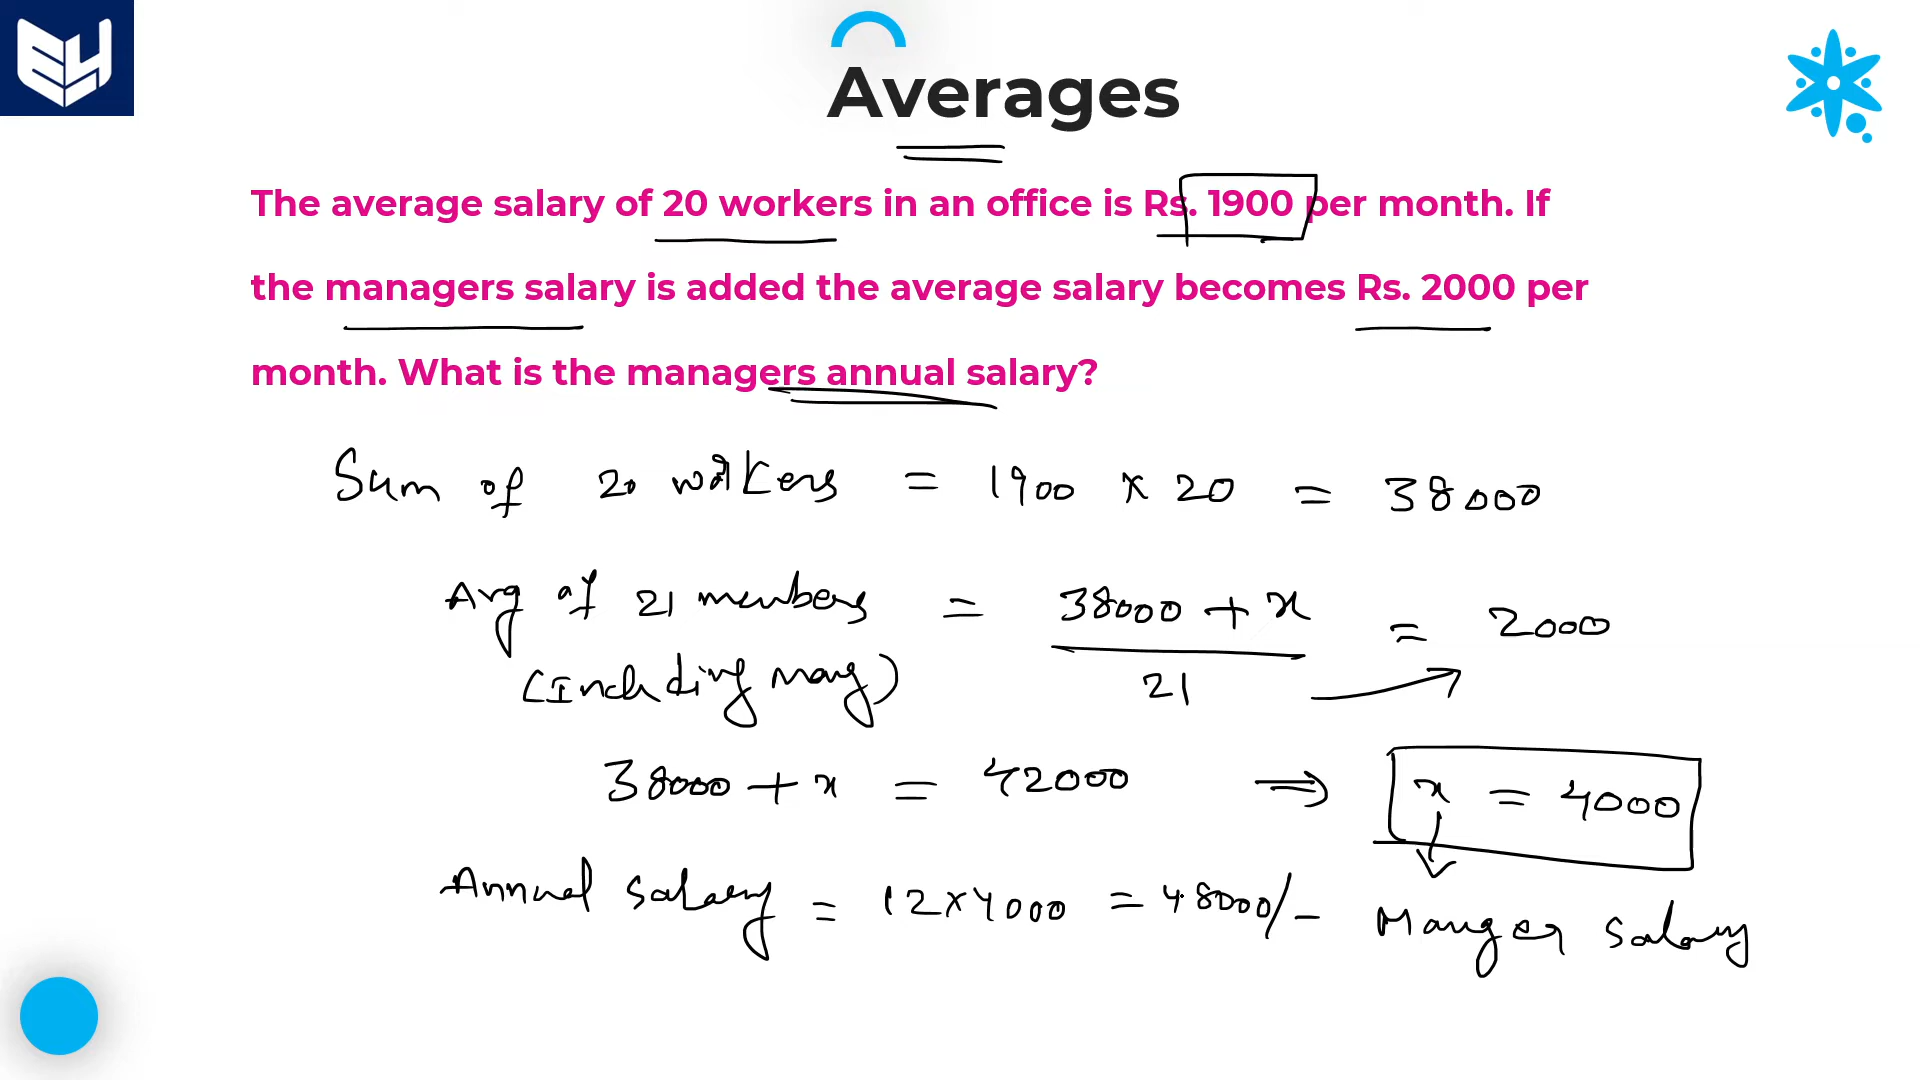 EY
Averages
The average salary of 20 workers in an office is Rs. 1900 per month. If
the managers salary is added the average salary becomes Rs. 2000 per
month. What is the managers annual salary?
Sum of 20 workers = 1900 x 20 = 38000
Avg of 21 members = 38000 + x / 21 = 2000
(Including mang)
38000 + x = 42000 ⇒ x = 4000
Annual salary = 12x4000 = 48000/-
Manger salary